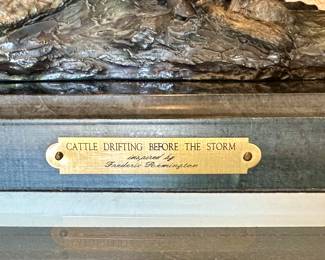 CATTLE DRIFTING BEFORE THE STORM
inspired by
Frederic Remington